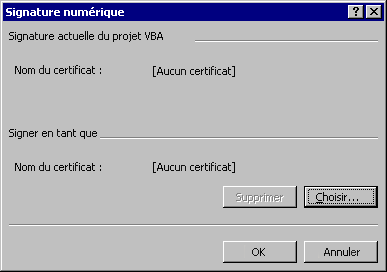 Signature numérique
Signature actuelle du projet VBA
Nom du certificat : [Aucun certificat]
Signer en tant que
Nom du certificat : [Aucun certificat]
Supprimer Choisir...
OK Annuler